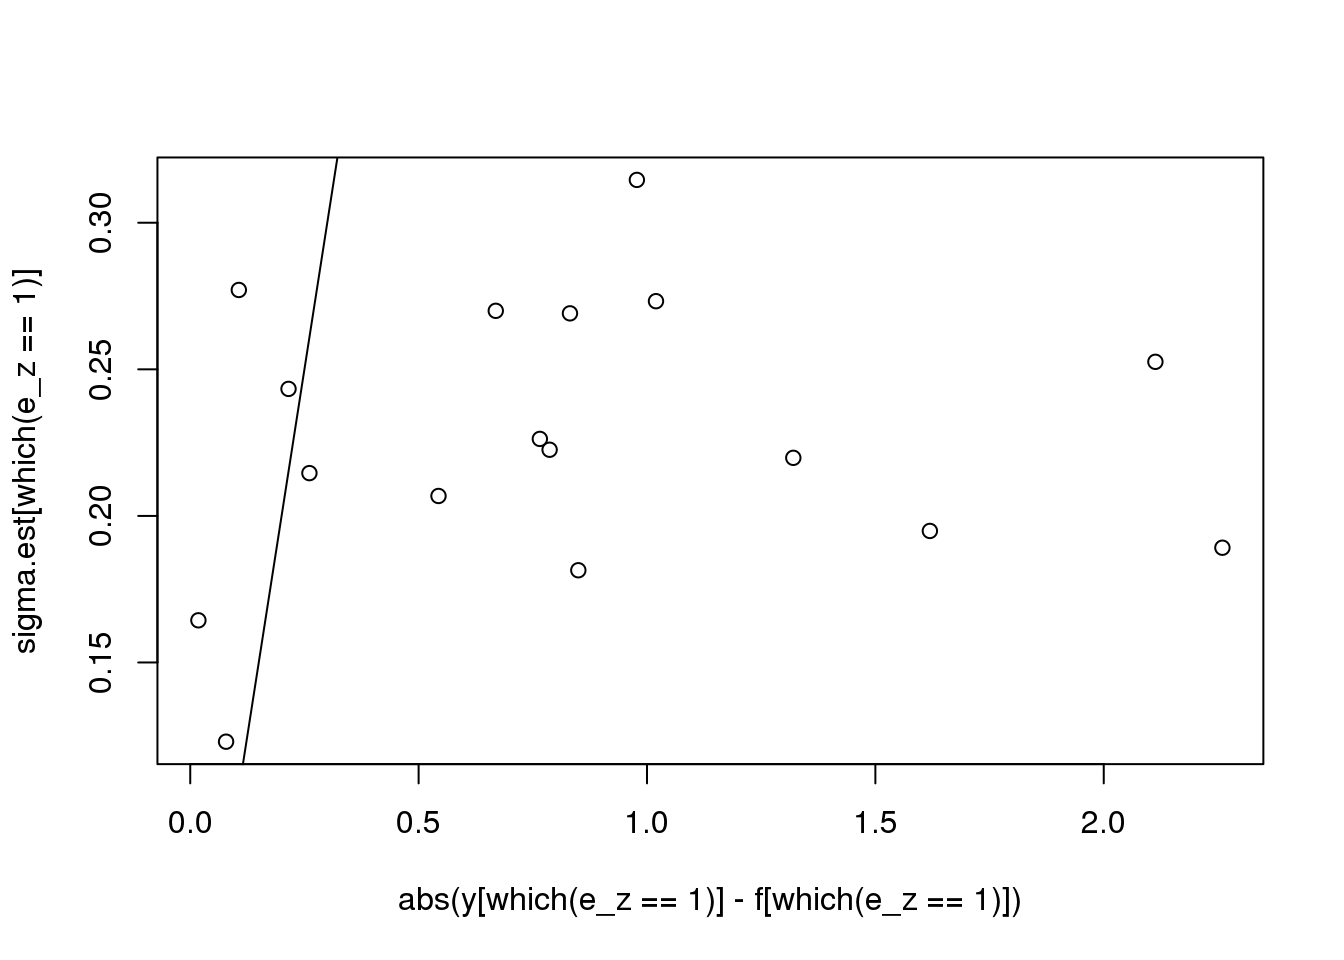 sigma.est[which(e_z == 1)]
0.30
0.25
0.20
0.15
0.0 0.5 1.0 1.5 2.0
abs(y[which(e_z == 1)] - f[which(e_z == 1)])